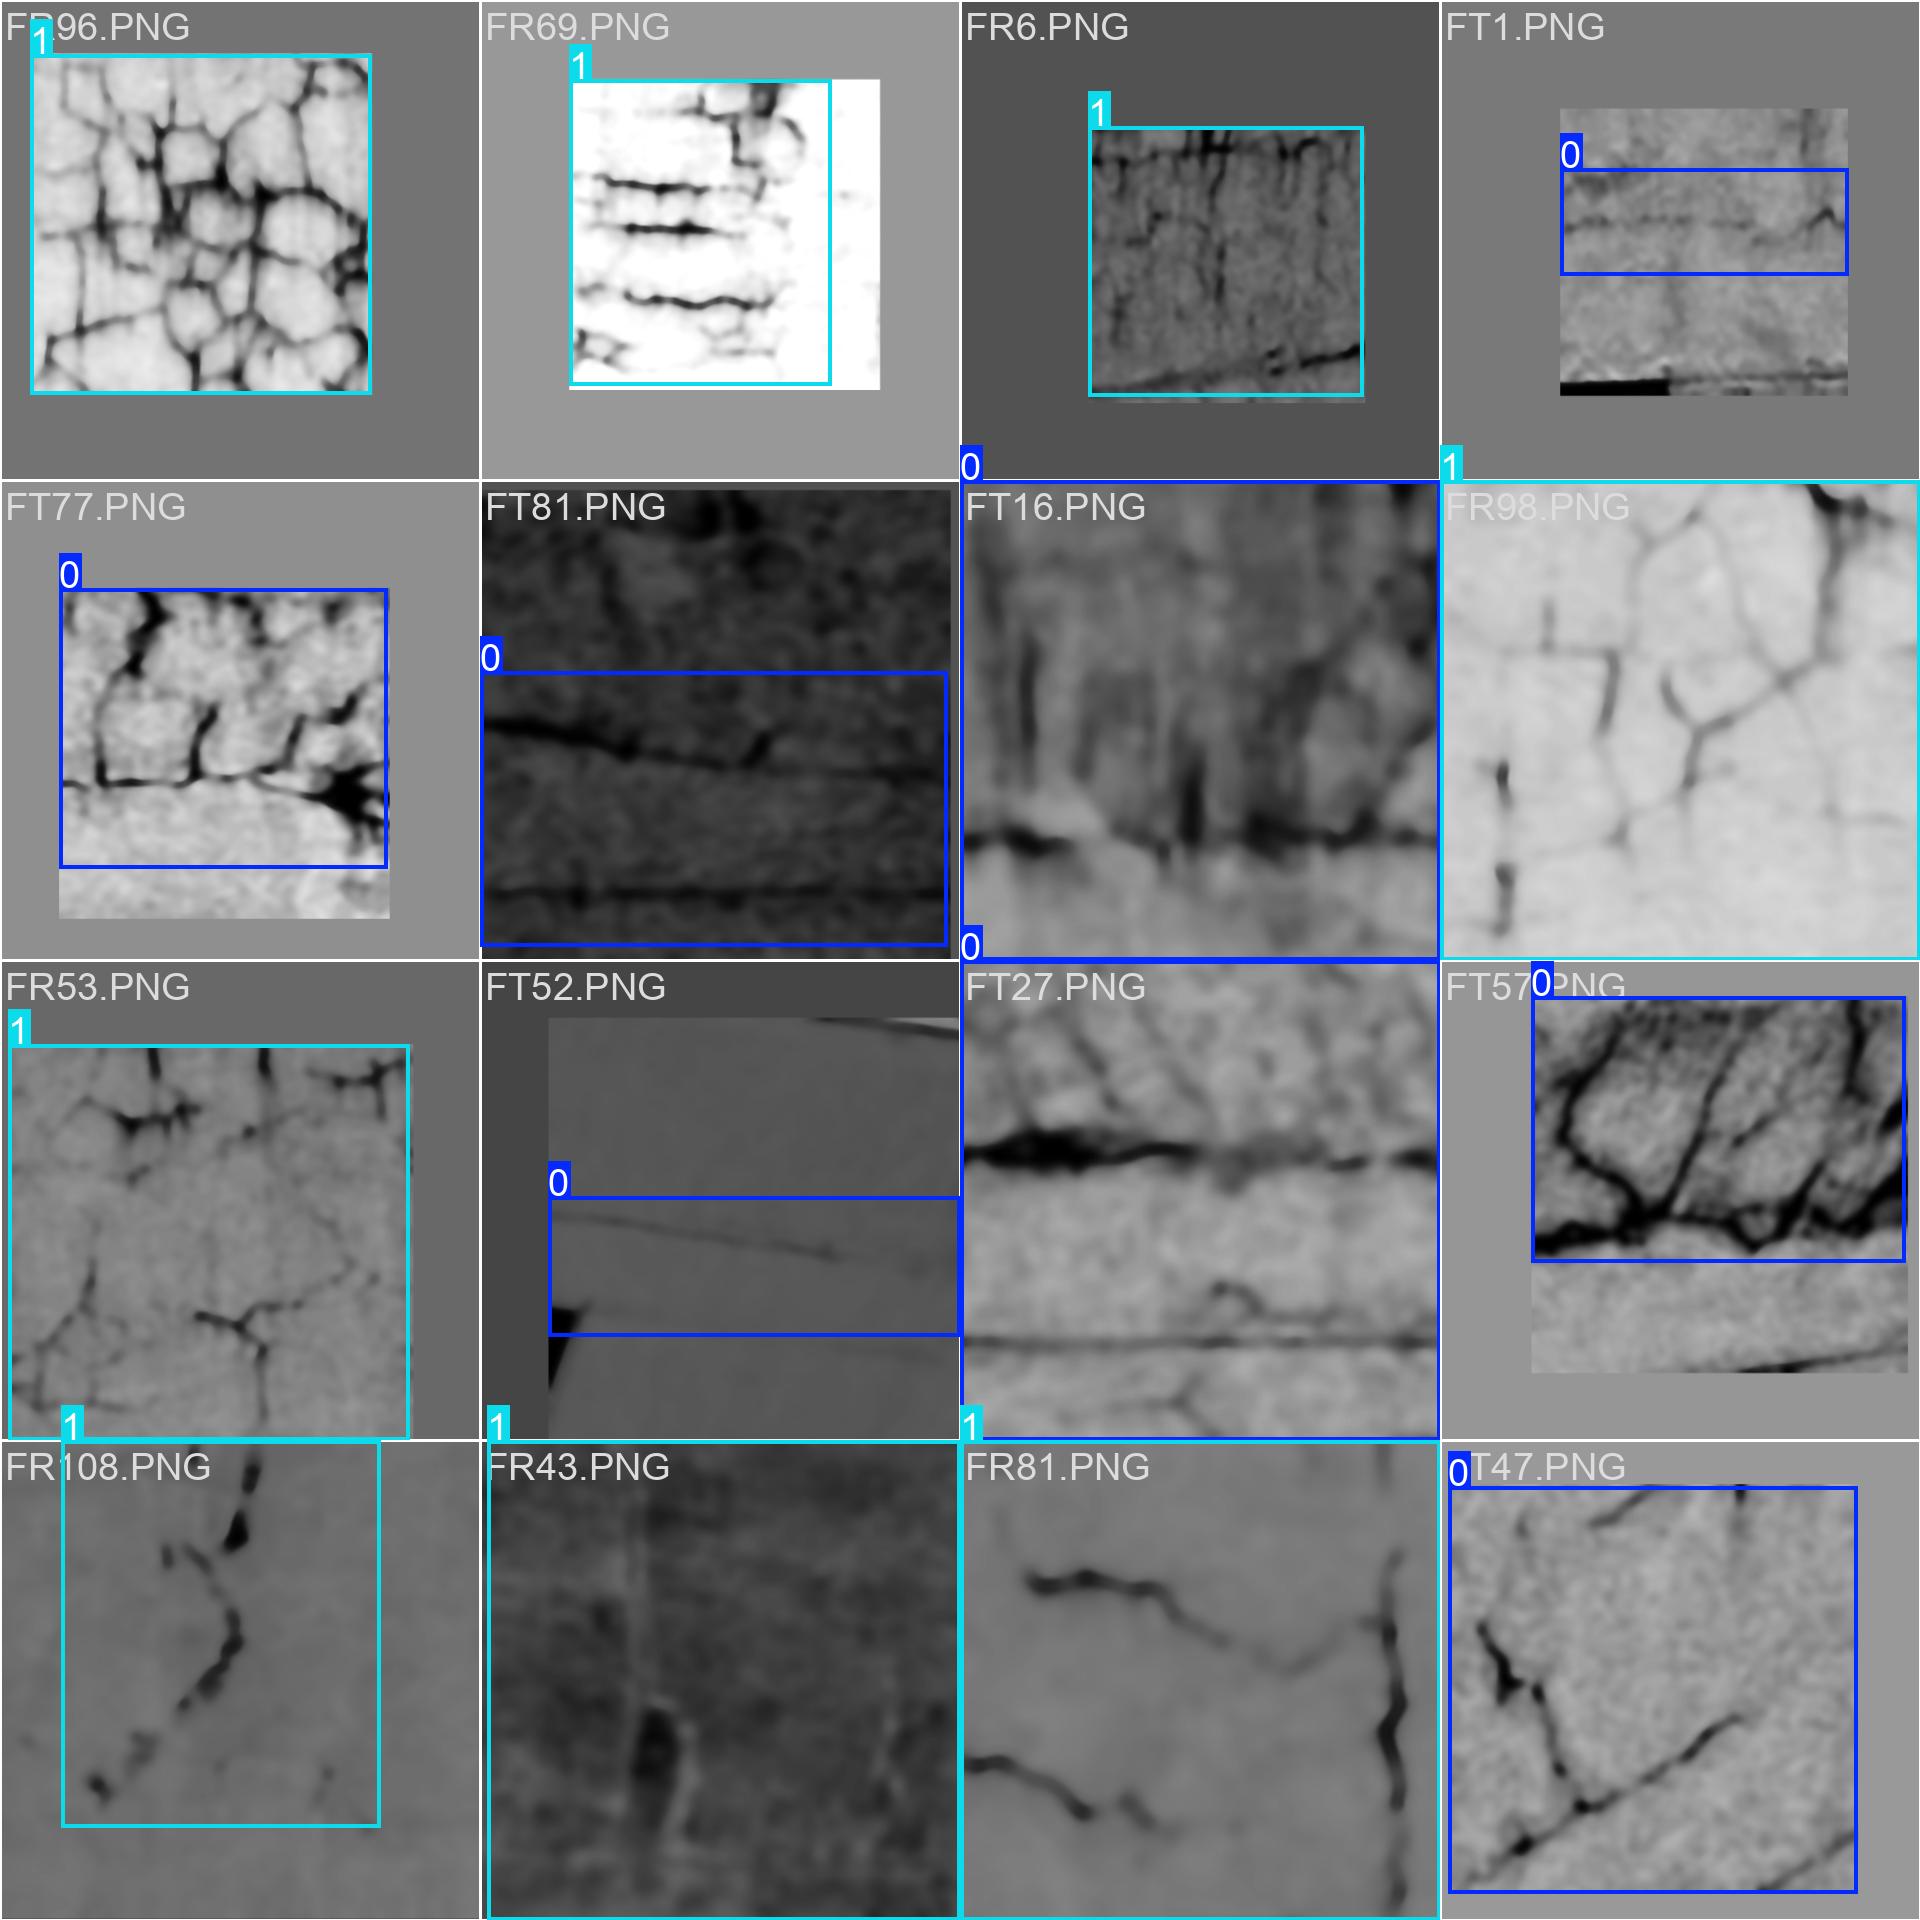 FR96.PNG
1
FR69.PNG
1
FR6.PNG
1
FT1.PNG
0
FT77.PNG
0
FT81.PNG
0
FT16.PNG
0
FR98.PNG
1
FR53.PNG
1
FT52.PNG
0
FT27.PNG
0
FT57.PNG
0
FR108.PNG
1
FR43.PNG
1
FR81.PNG
1
FT47.PNG
0